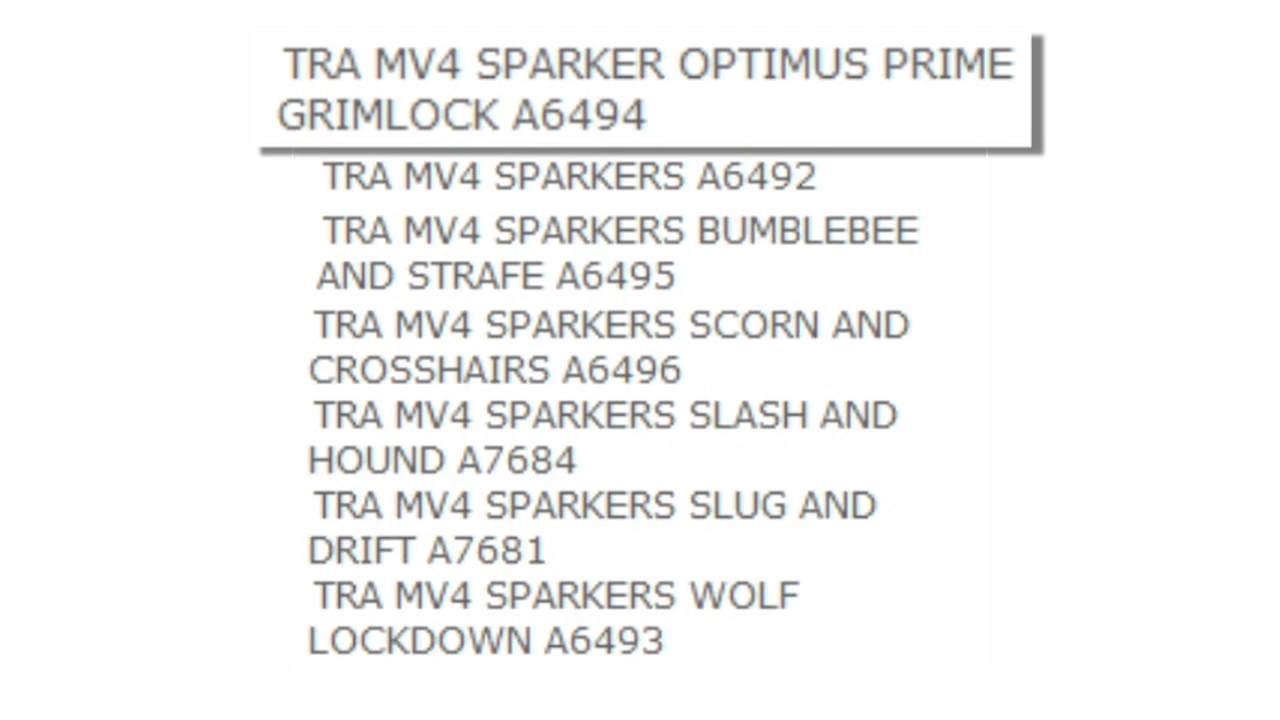 TRA MV4 SPARKER OPTIMUS PRIME
GRIMLOCK A6494
TRA MV4 SPARKERS A6492
TRA MV4 SPARKERS BUMBLEBEE
AND STRAFE A6495
TRA MV4 SPARKERS SCORN AND
CROSSHAIRS A6496
TRA MV4 SPARKERS SLASH AND
HOUND A7684
TRA MV4 SPARKERS SLUG AND
DRIFT A7681
TRA MV4 SPARKERS WOLF
LOCKDOWN A6493